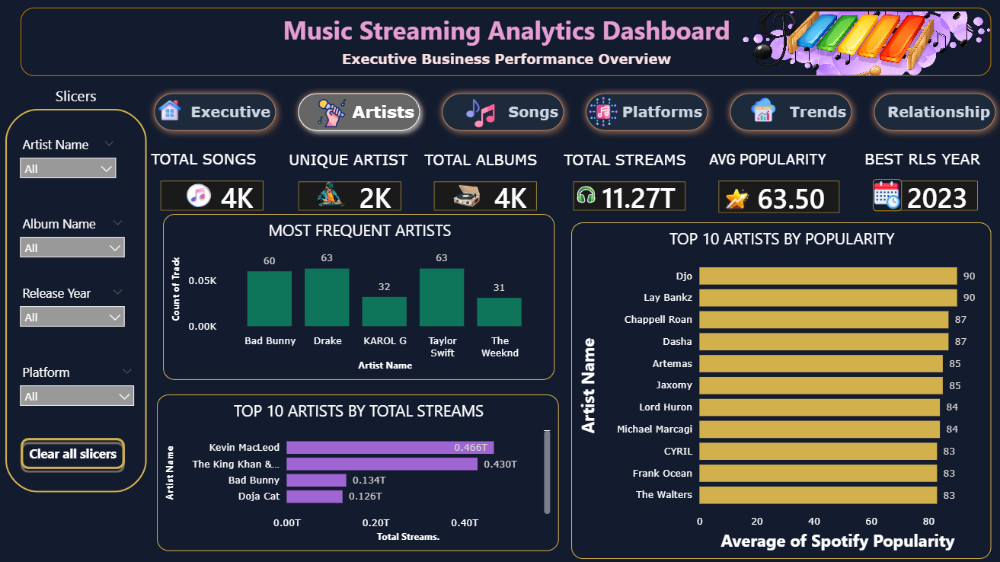 Music Streaming Analytics Dashboard
Executive Business Performance Overview
Slicers
Executive
Artists
Songs
Platforms
Trends
Relationship
Artist Name
All
Album Name
All
Release Year
All
Platform
All
Clear all slicers
TOTAL SONGS
4K
UNIQUE ARTIST
2K
TOTAL ALBUMS
4K
TOTAL STREAMS
11.27T
AVG POPULARITY
63.50
BEST RLS YEAR
2023
MOST FREQUENT ARTISTS
Count of Track
0.05K
0.00K
60
63
32
63
31
Bad Bunny
Drake
KAROL G
Taylor
Swift
The
Weeknd
Artist Name
TOP 10 ARTISTS BY TOTAL STREAMS
Artist Name
Kevin MacLeod 0.466T
The King Khan &... 0.430T
Bad Bunny 0.134T
Doja Cat 0.126T
0.00T 0.20T 0.40T
Total Streams.
TOP 10 ARTISTS BY POPULARITY
Artist Name
Djo 90
Lay Bankz 90
Chappell Roan 87
Dasha 87
Artemas 85
Jaxomy 85
Lord Huron 84
Michael Marcagi 84
CYRIL 83
Frank Ocean 83
The Walters 83
0 20 40 60 80
Average of Spotify Popularity